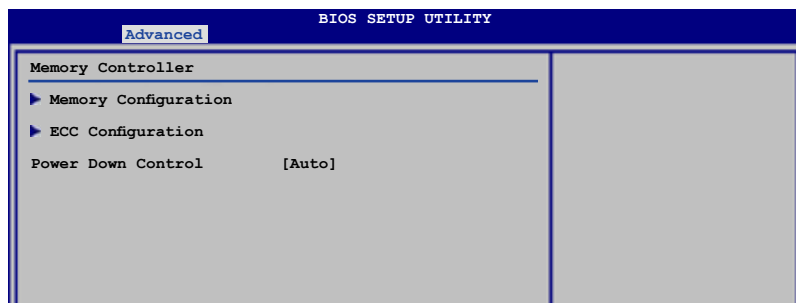 BIOS SETUP UTILITY
Advanced
Memory Controller
Memory Configuration
ECC Configuration
Power Down Control [Auto]